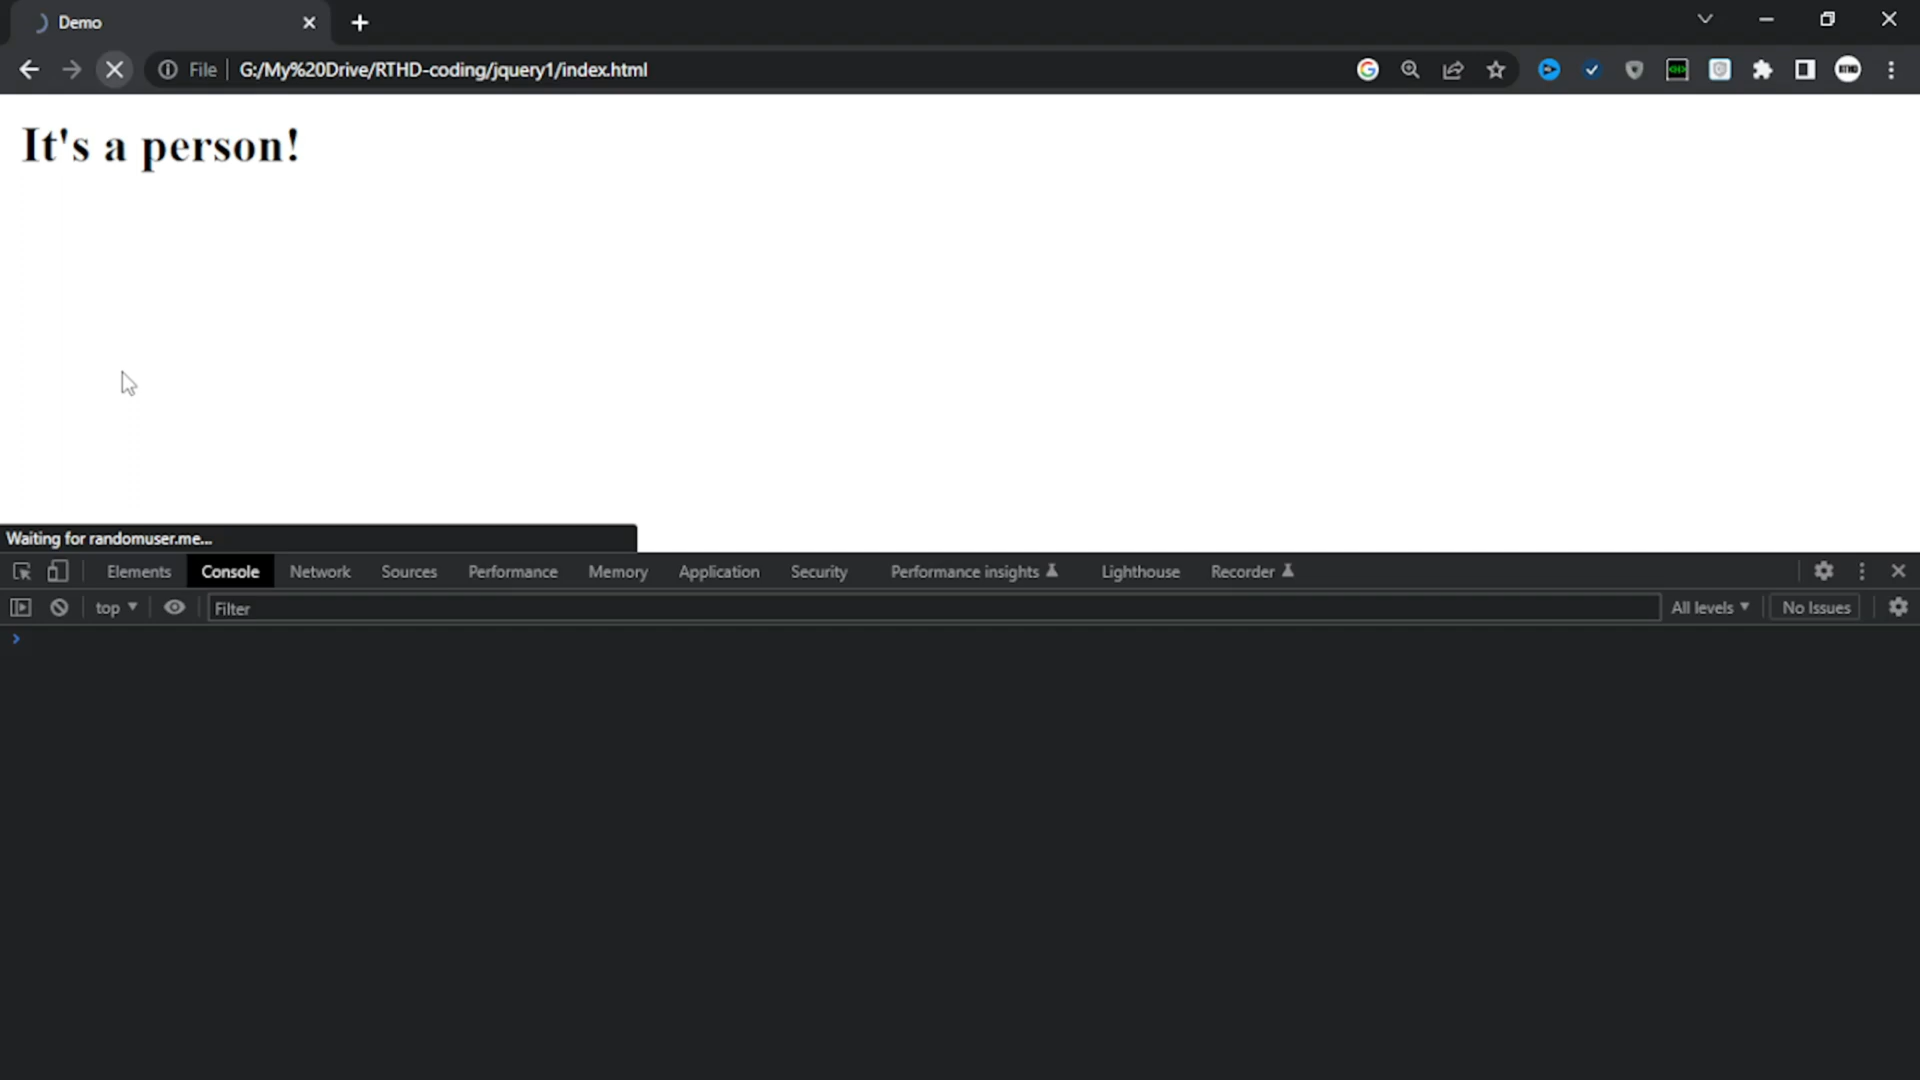 Demo
File G:/My%20Drive/RTHD-coding/jquery1/index.html
RTHD
It's a person!
Waiting for randomuser.me...
Elements Console Network Sources Performance Memory Application Security Performance insights Lighthouse Recorder
top Filter All levels No Issues